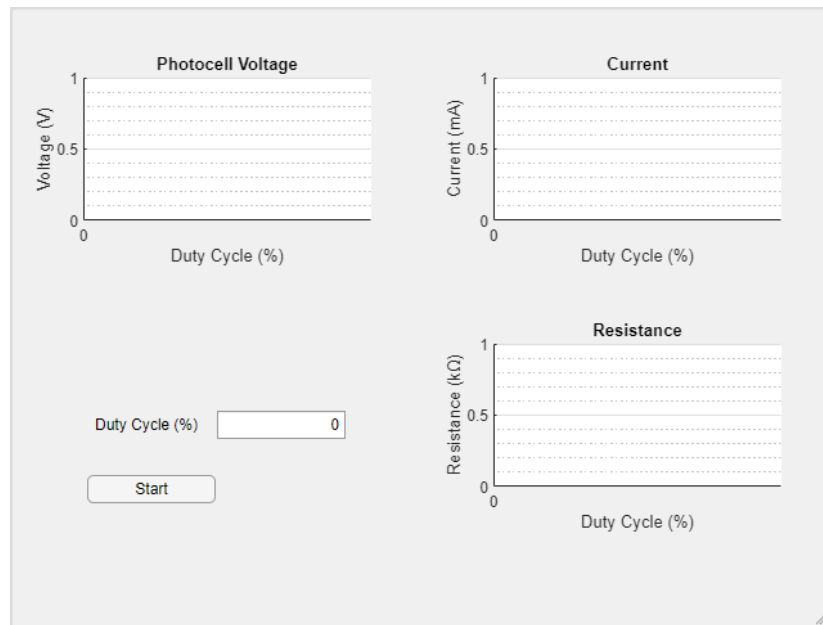 Photocell Voltage
1
Voltage (V)
0.5
0
0
Duty Cycle (%)
Current
1
Current (mA)
0.5
0
0
Duty Cycle (%)
Resistance
1
Resistance (kΩ)
0.5
0
0
Duty Cycle (%)
Duty Cycle (%) 0
Start